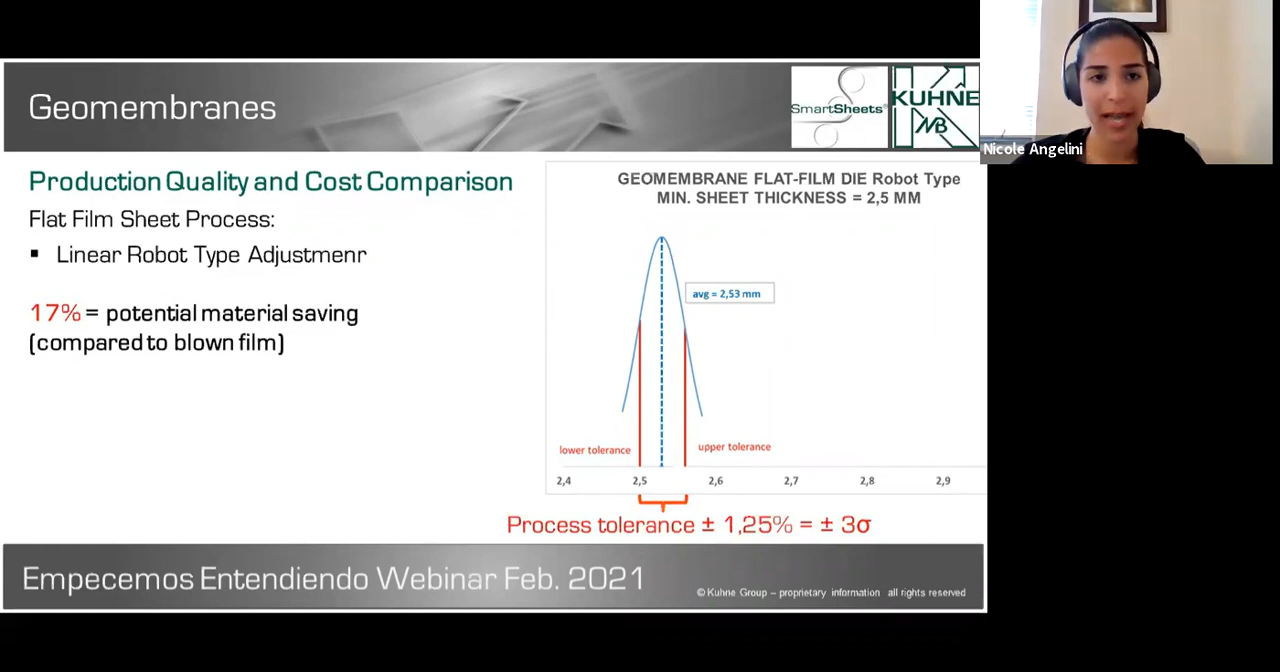 Geomembranes
SmartSheets®
KUHNE
Nicole Angelini
Production Quality and Cost Comparison
Flat Film Sheet Process:
▪ Linear Robot Type Adjustmenr
17% = potential material saving
(compared to blown film)
GEOMEMBRANE FLAT-FILM DIE Robot Type
MIN. SHEET THICKNESS = 2,5 MM
avg = 2,53 mm
lower tolerance
upper tolerance
2,4 2,5 2,6 2,7 2,8 2,9
Process tolerance ± 1,25% = ± 3σ
Empecemos Entendiendo Webinar Feb. 2021
© Kuhne Group – proprietary information all rights reserved